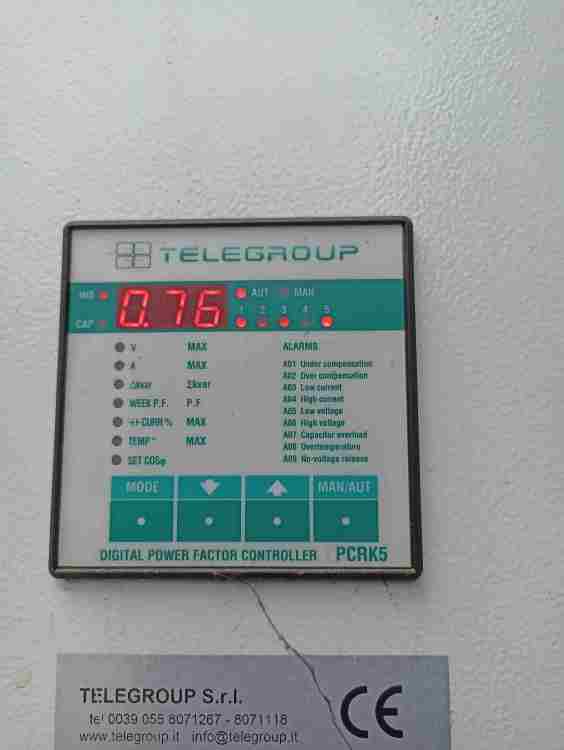 TELEGROUP
IND 0.76 AUT MAN
CAP 1 2 3 4 5
V MAX ALARMS
A MAX A01 Under compensation
Δkvar Σkvar A02 Over compensation
WEEK P.F. P.F A03 Low current
+/-CURR% MAX A04 High current
TEMP° MAX A05 Low voltage
SET COSφ A06 High voltage
A07 Capacitor overload
A08 Overtemperature
A09 No-voltage release
MODE MAN/AUT
DIGITAL POWER FACTOR CONTROLLER PCRK5
TELEGROUP S.r.l.
tel 0039 055 8071267 - 8071118
www.telegroup.it info@telegroup.it
CE